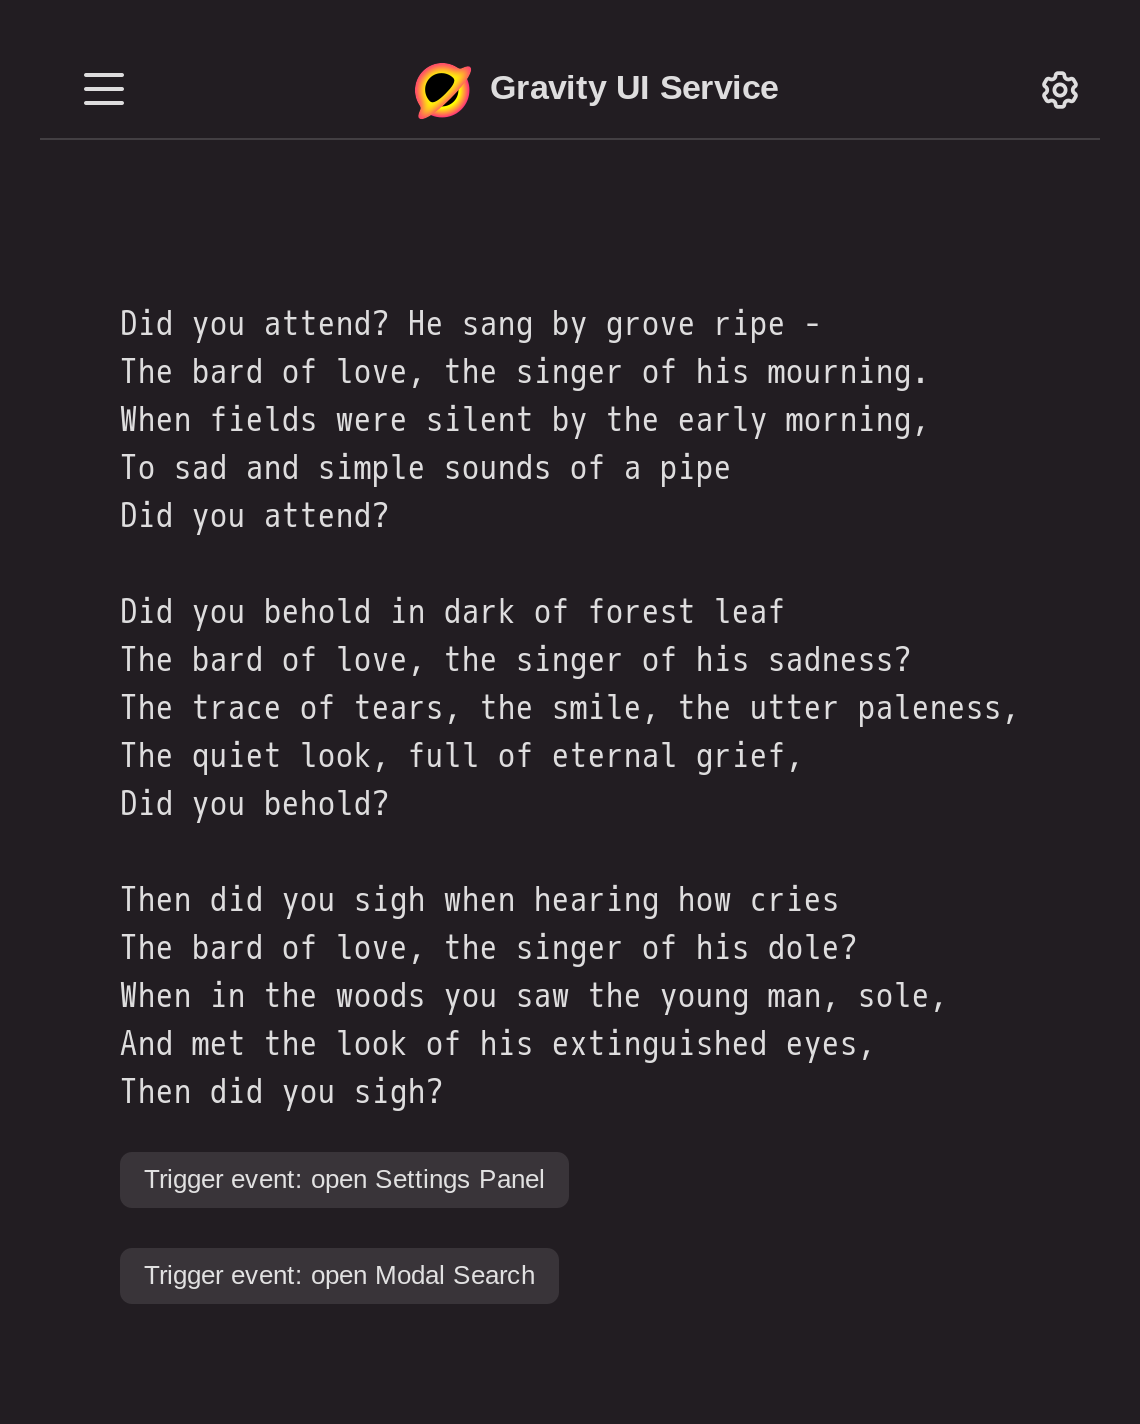 Gravity UI Service
Did you attend? He sang by grove ripe -
The bard of love, the singer of his mourning.
When fields were silent by the early morning,
To sad and simple sounds of a pipe
Did you attend?
Did you behold in dark of forest leaf
The bard of love, the singer of his sadness?
The trace of tears, the smile, the utter paleness,
The quiet look, full of eternal grief,
Did you behold?
Then did you sigh when hearing how cries
The bard of love, the singer of his dole?
When in the woods you saw the young man, sole,
And met the look of his extinguished eyes,
Then did you sigh?
Trigger event: open Settings Panel
Trigger event: open Modal Search